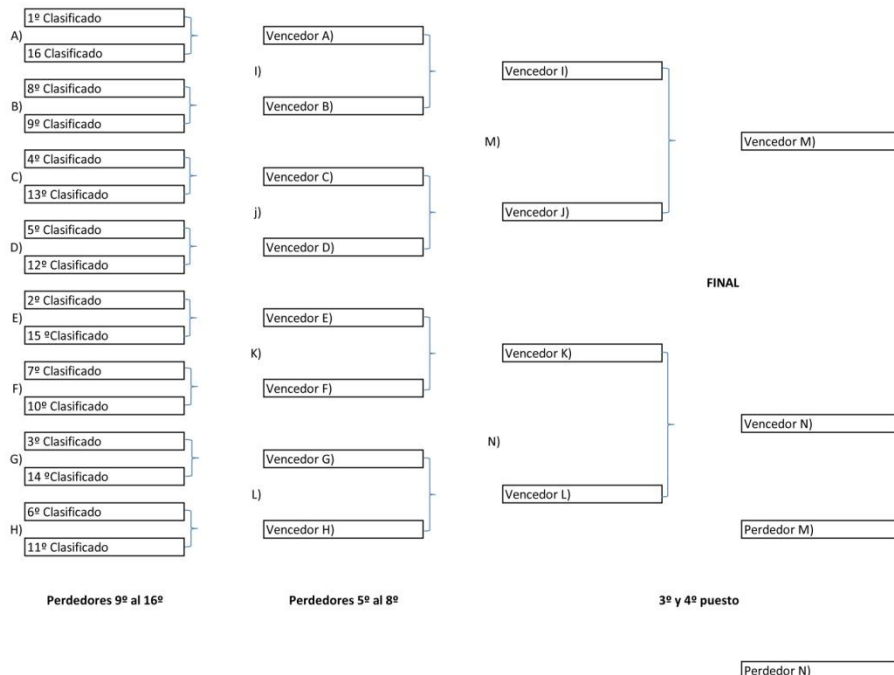 A)
1º Clasificado
16 Clasificado
B)
8º Clasificado
9º Clasificado
C)
4º Clasificado
13º Clasificado
D)
5º Clasificado
12º Clasificado
E)
2º Clasificado
15 ºClasificado
F)
7º Clasificado
10º Clasificado
G)
3º Clasificado
14 ºClasificado
H)
6º Clasificado
11º Clasificado
Perdedores 9º al 16º
I)
Vencedor A)
Vencedor B)
j)
Vencedor C)
Vencedor D)
K)
Vencedor E)
Vencedor F)
L)
Vencedor G)
Vencedor H)
Perdedores 5º al 8º
M)
Vencedor I)
Vencedor J)
N)
Vencedor K)
Vencedor L)
3º y 4º puesto
Vencedor M)
FINAL
Vencedor N)
Perdedor M)
Perdedor N)